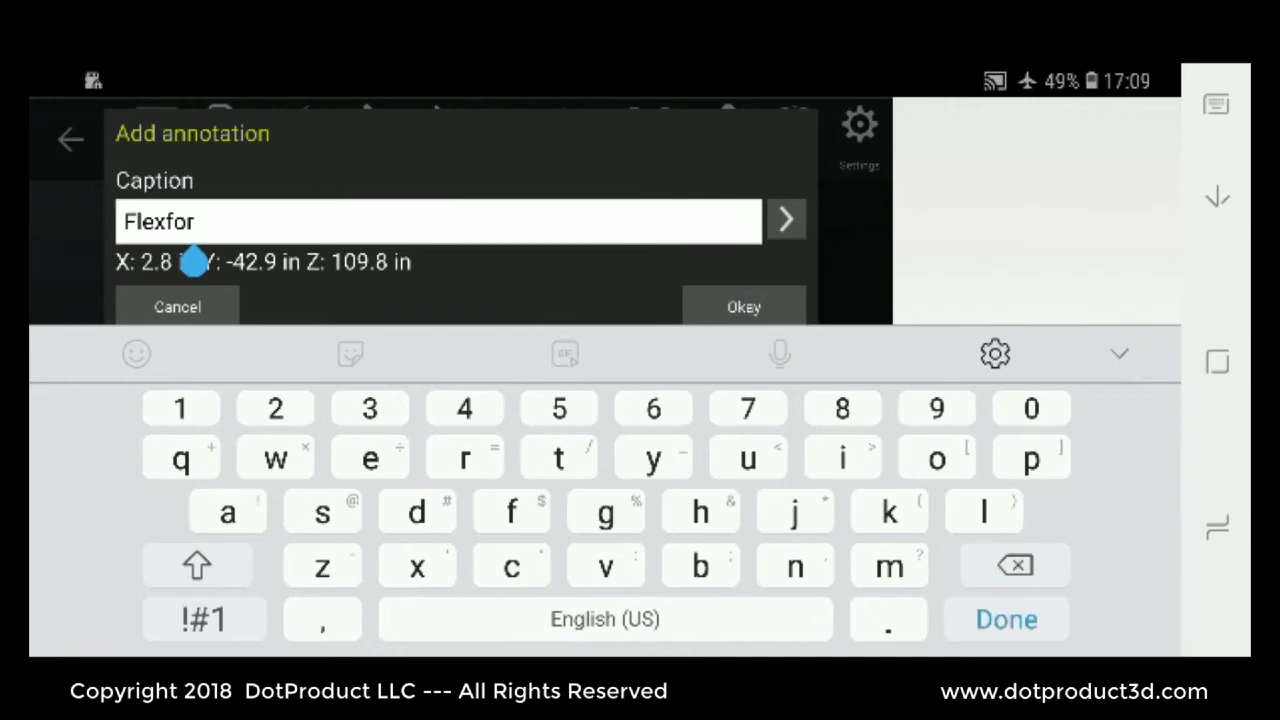 49% 17:09
Add annotation
Settings
Caption
Flexfor
X: 2.8 Y: -42.9 in Z: 109.8 in
Cancel Okay
GIF
1 2 3 4 5 6 7 8 9 0
q + w × e ÷ r = t / y _ u < i > o [ p ]
a ! s @ d # f $ g % h & j * k ( l )
z - x ' c " v : b ; n , m ?
!#1 , English (US) . Done
Copyright 2018 DotProduct LLC --- All Rights Reserved
www.dotproduct3d.com